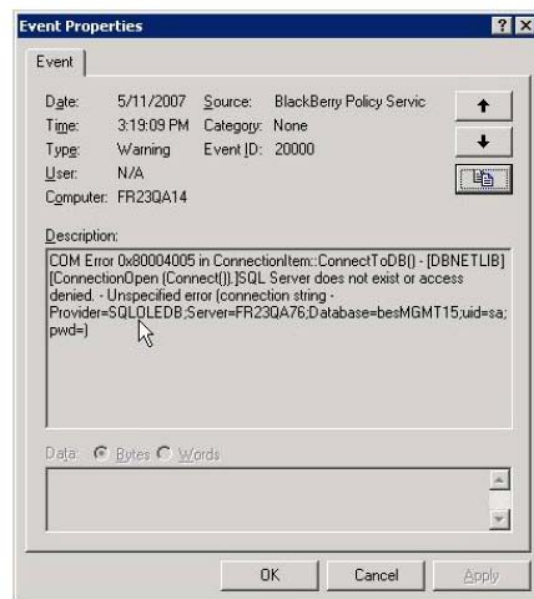 Event Properties
Event
Date: 5/11/2007 Source: BlackBerry Policy Servic
Time: 3:19:09 PM Category: None
Type: Warning Event ID: 20000
User: N/A
Computer: FR23QA14
Description:
COM Error 0x80004005 in ConnectionItem::ConnectToDB() - [DBNETLIB]
[ConnectionOpen (Connect()).]SQL Server does not exist or access
denied. - Unspecified error (connection string -
Provider=SQLOLEDB;Server=FR23QA76;Database=besMGMT15;uid=sa;
pwd=)
Data: Bytes Words
OK Cancel Apply